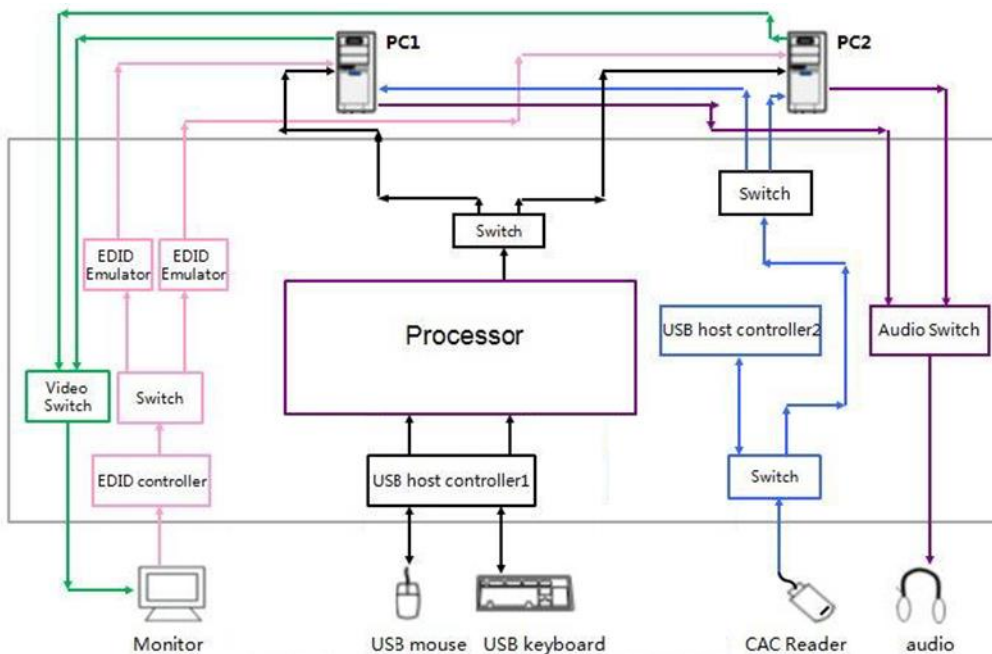 PC1
PC2
Switch
Switch
EDID
Emulator
EDID
Emulator
Processor
USB host controller2
Audio Switch
Video
Switch
Switch
EDID controller
USB host controller1
Switch
Monitor
USB mouse
USB keyboard
CAC Reader
audio